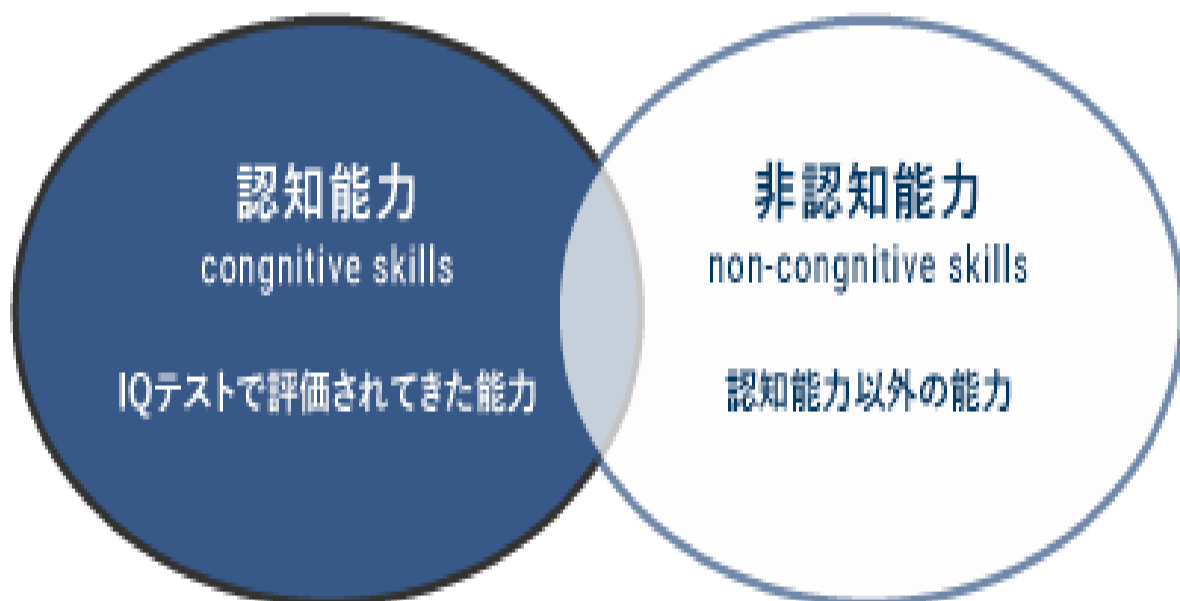 認知能力
congnitive skills
IQテストで評価されてきた能力
非認知能力
non-congnitive skills
認知能力以外の能力